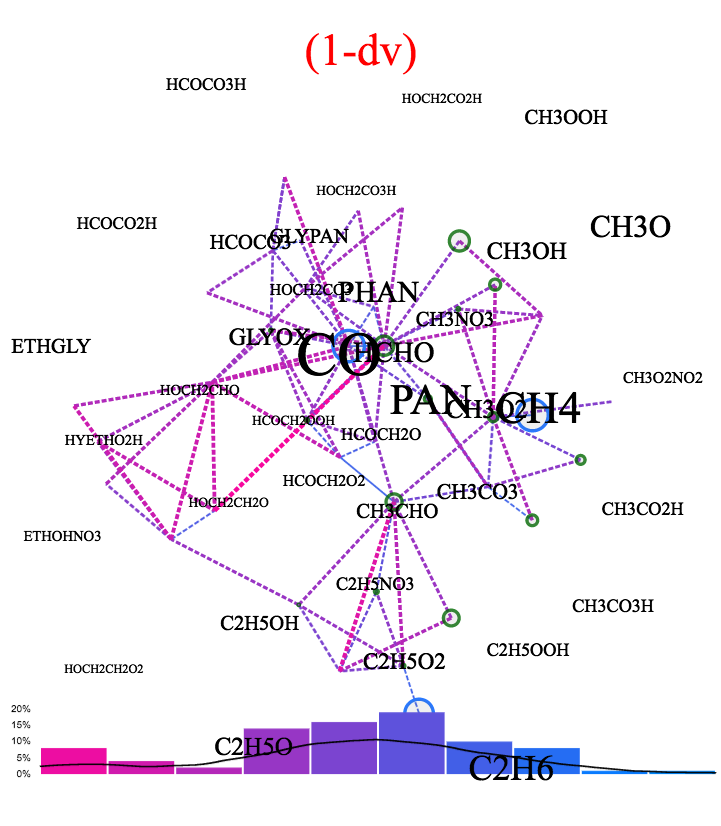 (1-dv)
HCOCO3H
HOCH2CO2H
CH3OOH
HOCH2CO3H
HCOCO2H
CH3O
HCOCO3
GLYPAN
CH3OH
HOCH2CO3
PHAN
CH3NO3
GLYOX
ETHGLY
CO
HCHO
CH3O2NO2
HOCH2CHO
PAN
CH3O2
CH4
HOCH2OOH
HYETHO2H
HCOCH2O
HCOCH2O2
CH3CO3
HOCH2CH2O
CH3CHO
CH3CO2H
ETHOHNO3
C2H5NO3
CH3CO3H
C2H5OH
C2H5OOH
C2H5O2
HOCH2CH2O2
20%
15%
C2H5O
10%
C2H6
5%
0%